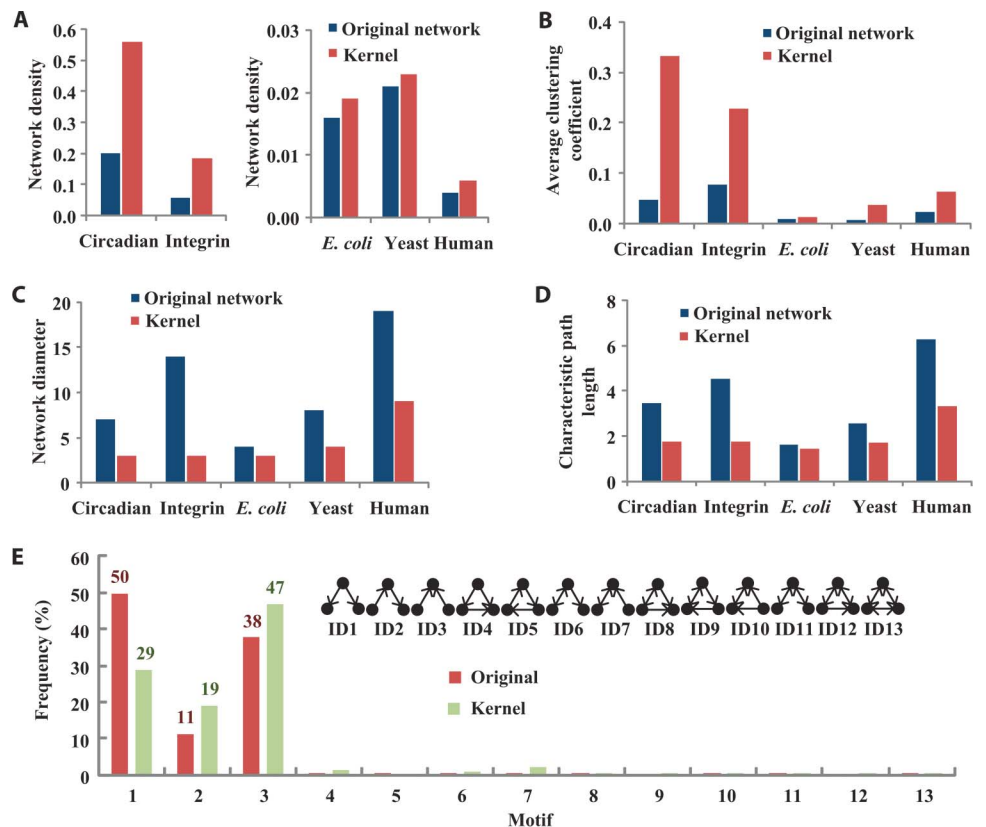 A
Network density
0.6
0.5
0.4
0.3
0.2
0.1
0.0
Circadian Integrin
Network density
0.03
0.02
0.01
0.00
Original network
Kernel
E. coli Yeast Human
B
Average clustering
coefficient
0.4
0.3
0.2
0.1
0.0
Original network
Kernel
Circadian Integrin E. coli Yeast Human
C
Network diameter
20
15
10
5
0
Original network
Kernel
Circadian Integrin E. coli Yeast Human
D
Characteristic path
length
8
6
4
2
0
Original network
Kernel
Circadian Integrin E. coli Yeast Human
E
Frequency (%)
60
50
40
30
20
10
0
50
29
11
19
38
47
ID1 ID2 ID3 ID4 ID5 ID6 ID7 ID8 ID9 ID10 ID11 ID12 ID13
Original
Kernel
1 2 3 4 5 6 7 8 9 10 11 12 13
Motif